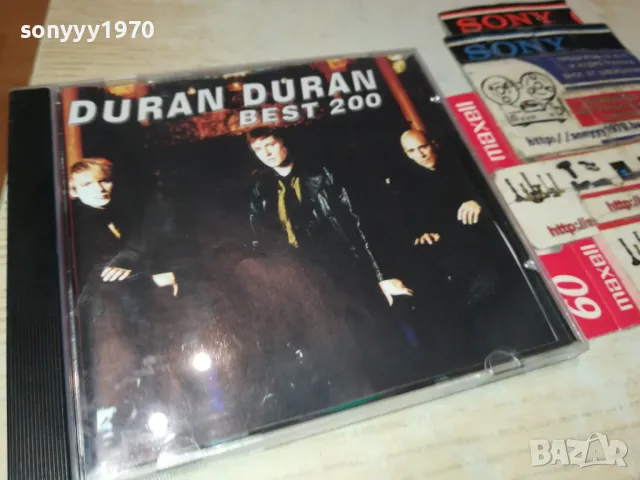 sonyyy1970
DURAN DURAN
BEST 200
SONY
SONY
maxell
http://sonyyy1970.
http:
http:
maxell
60
BAZAR